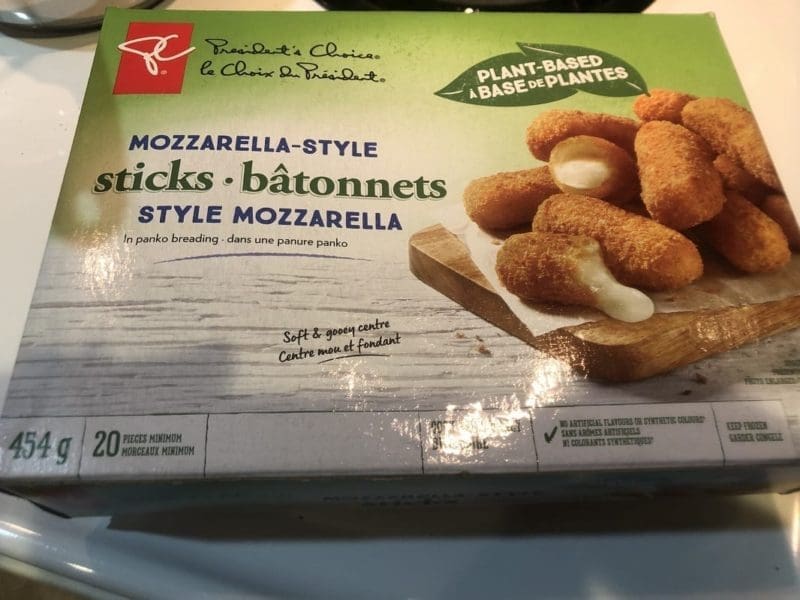 PC
President's Choice
le Choix du Président
PLANT-BASED
À BASE DE PLANTES
MOZZARELLA-STYLE
sticks · bâtonnets
STYLE MOZZARELLA
In panko breading · dans une panure panko
Soft & gooey centre
Centre mou et fondant
454 g
20 PIECES MINIMUM
MORCEAUX MINIMUM
✓ NO ARTIFICIAL FLAVOURS OR SYNTHETIC COLOURS*
SANS ARÔMES ARTIFICIELS
NI COLORANTS SYNTHÉTIQUES*
KEEP FROZEN
GARDER CONGELÉ